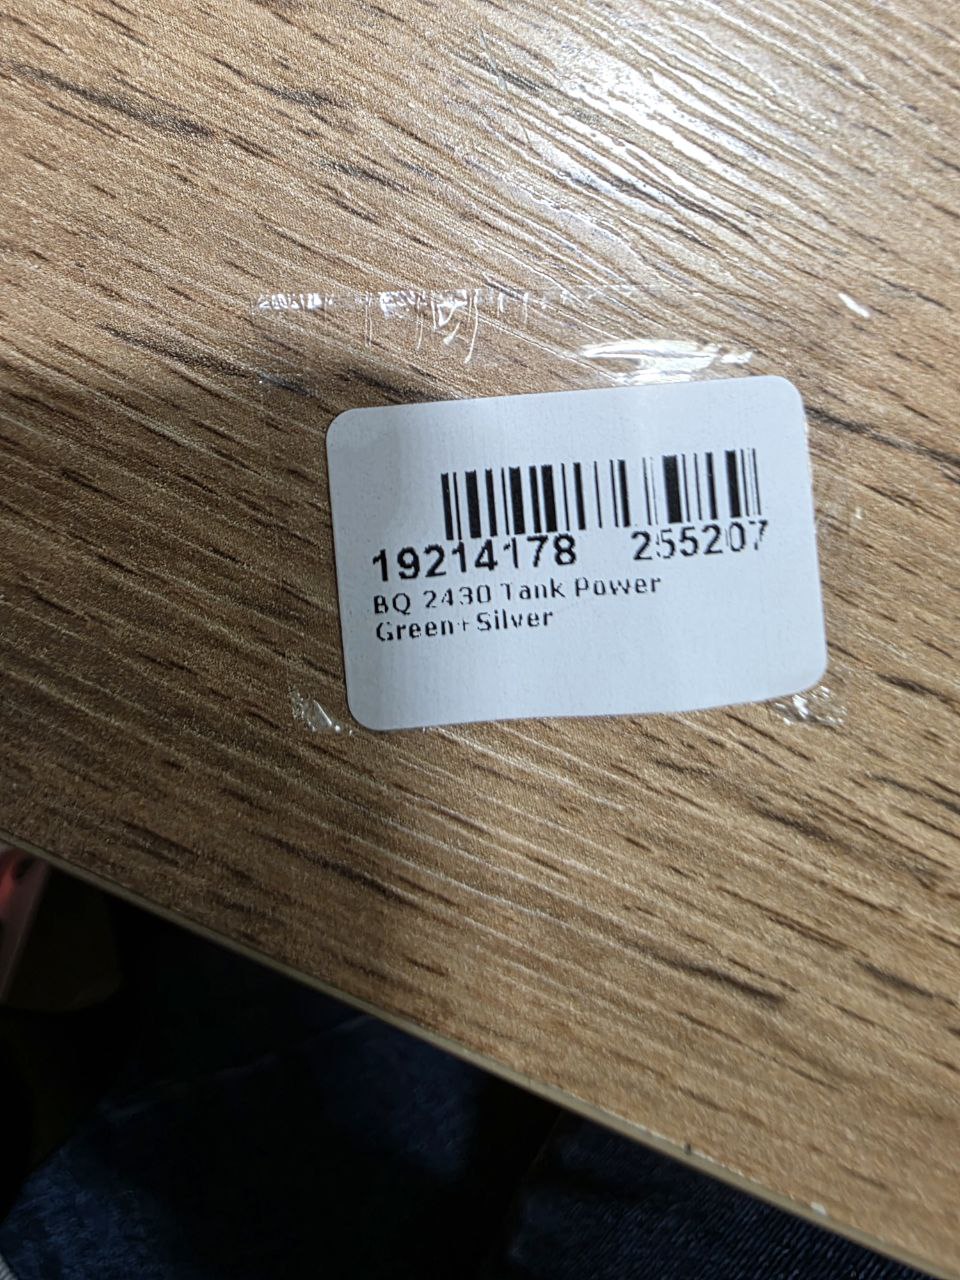 19214178 255207
BQ 2430 Tank Power
Green+Silver